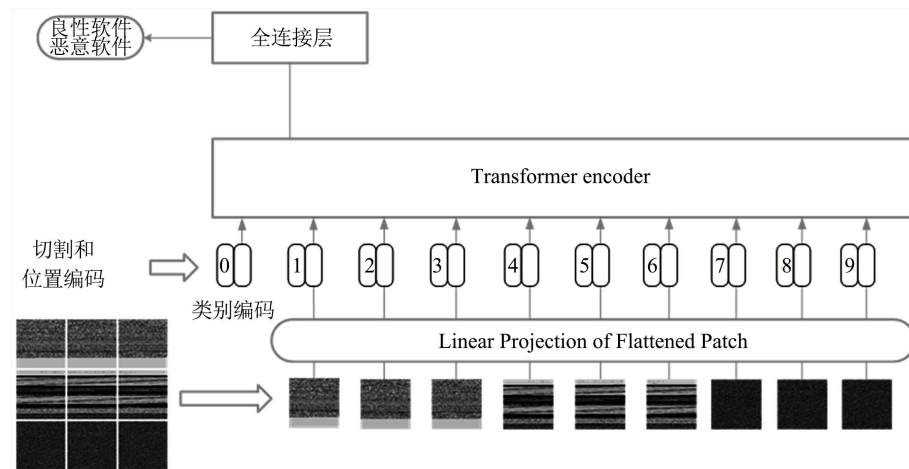 良性软件
恶意软件
全连接层
Transformer encoder
切割和
位置编码
0 1 2 3 4 5 6 7 8 9
类别编码
Linear Projection of Flattened Patch